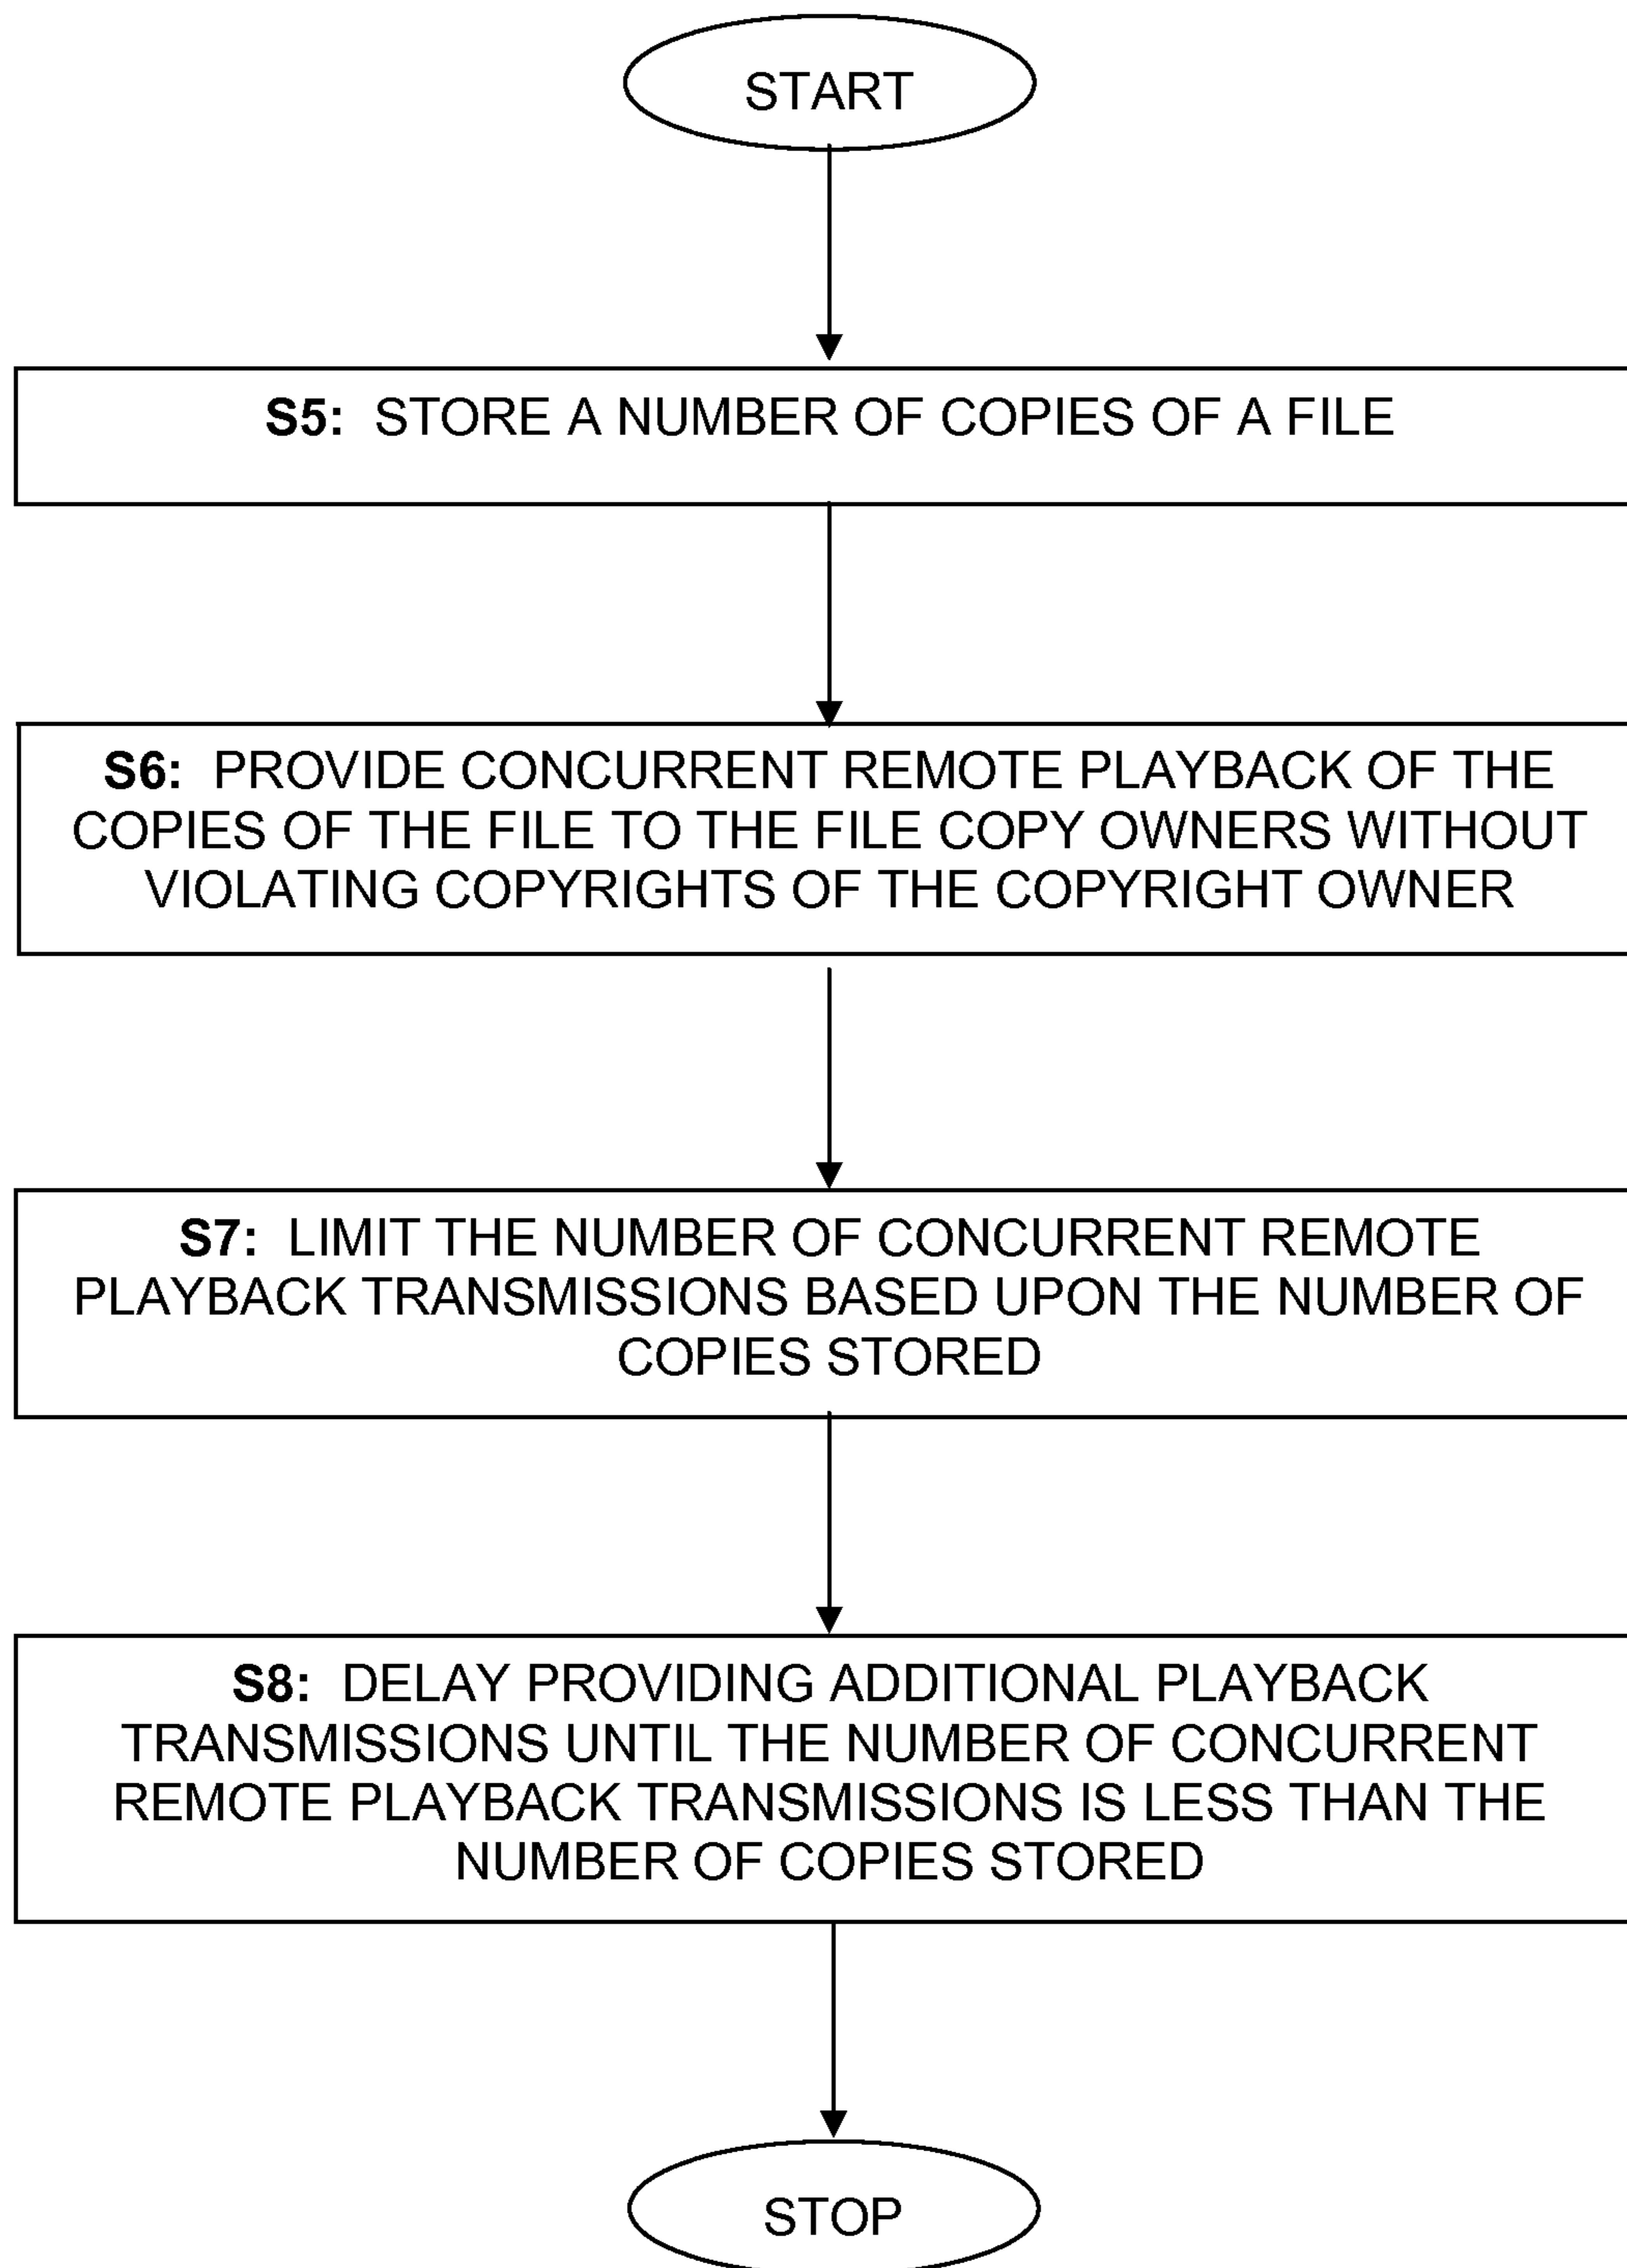 START
S5: STORE A NUMBER OF COPIES OF A FILE
S6: PROVIDE CONCURRENT REMOTE PLAYBACK OF THE
COPIES OF THE FILE TO THE FILE COPY OWNERS WITHOUT
VIOLATING COPYRIGHTS OF THE COPYRIGHT OWNER
S7: LIMIT THE NUMBER OF CONCURRENT REMOTE
PLAYBACK TRANSMISSIONS BASED UPON THE NUMBER OF
COPIES STORED
S8: DELAY PROVIDING ADDITIONAL PLAYBACK
TRANSMISSIONS UNTIL THE NUMBER OF CONCURRENT
REMOTE PLAYBACK TRANSMISSIONS IS LESS THAN THE
NUMBER OF COPIES STORED
STOP